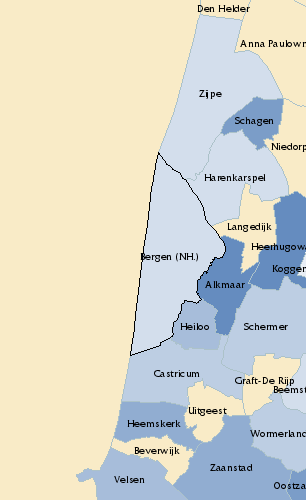 Den Helder
Anna Paulown
Zijpe
Schagen
Niedorp
Harenkarspel
Langedijk
Heerhugowa
Bergen (NH.)
Koggen
Alkmaar
Heiloo
Schermer
Castricum
Graft-De Rijp
Beemst
Uitgeest
Heemskerk
Wormerland
Beverwijk
Zaanstad
Velsen
Oostza